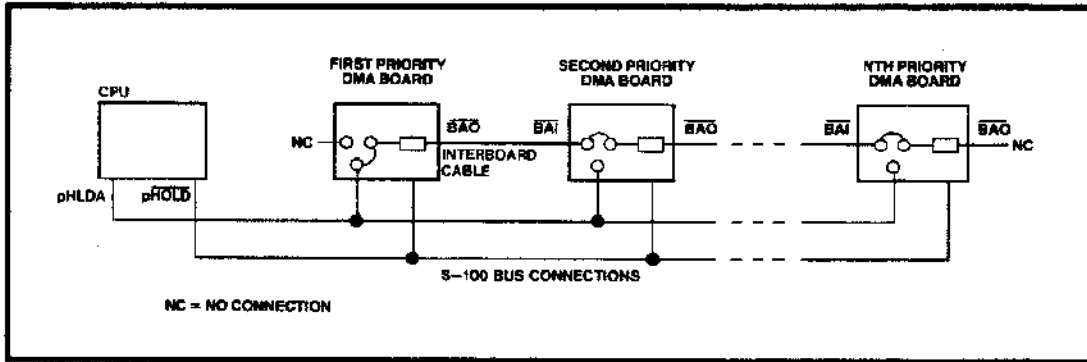 CPU
FIRST PRIORITY
DMA BOARD
SECOND PRIORITY
DMA BOARD
NTH PRIORITY
DMA BOARD
NC
BAO
INTERBOARD
CABLE
BAI
BAO
BAI
BAO
NC
pHLDA
pHOLD
S-100 BUS CONNECTIONS
NC = NO CONNECTION